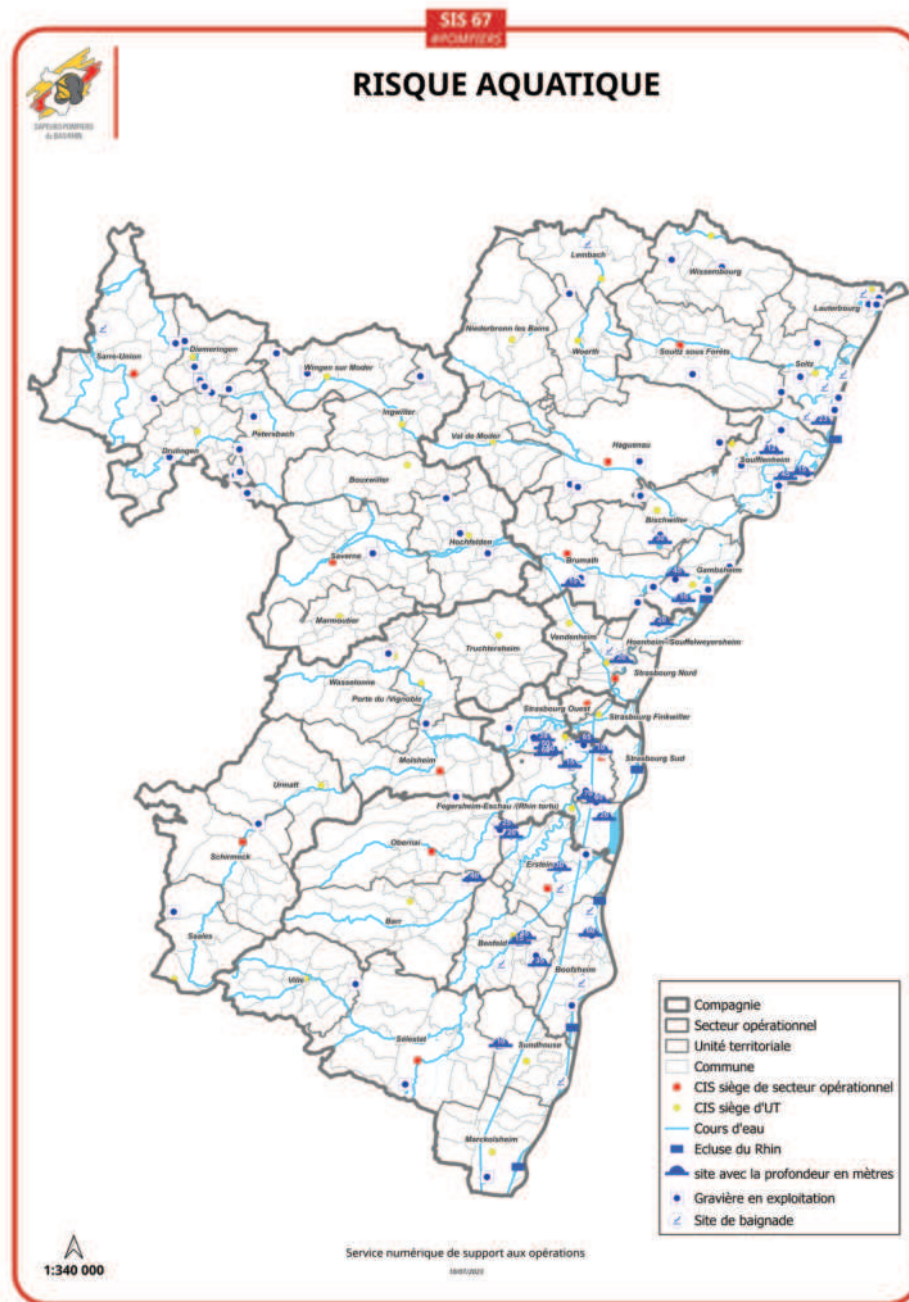 SIS 67
#POMPIERS
SAPEURS-POMPIERS
du BAS-RHIN
RISQUE AQUATIQUE
Lembach
Wissembourg
Lauterbourg
Niederbronn les Bains
Woerth
Soultz sous Forêts
Seltz
Sarre-Union
Diemeringen
Wingen sur Moder
Ingwiller
Petersbach
Drulingen
Val de Moder
Haguenau
Soufflenheim
Bouxwiller
Bischwiller
Hochfelden
Saverne
Brumath
Gambsheim
Marmoutier
Truchtersheim
Vendenheim
Hoenheim -Souffelweyersheim
Strasbourg Nord
Wasselonne
Porte du /Vignoble
Strasbourg Ouest
Strasbourg Finkwiller
Strasbourg Sud
Molsheim
Urmatt
Fegersheim-Eschau /(Rhin tortu)
Obernai
Schirmeck
Erstein
Barr
Saales
Benfeld
Boofzheim
Villé
Sélestat
Sundhouse
Marckolsheim
Compagnie
Secteur opérationnel
Unité territoriale
Commune
CIS siège de secteur opérationnel
CIS siège d'UT
Cours d'eau
Ecluse du Rhin
site avec la profondeur en mètres
Gravière en exploitation
Site de baignade
1:340 000
Service numérique de support aux opérations